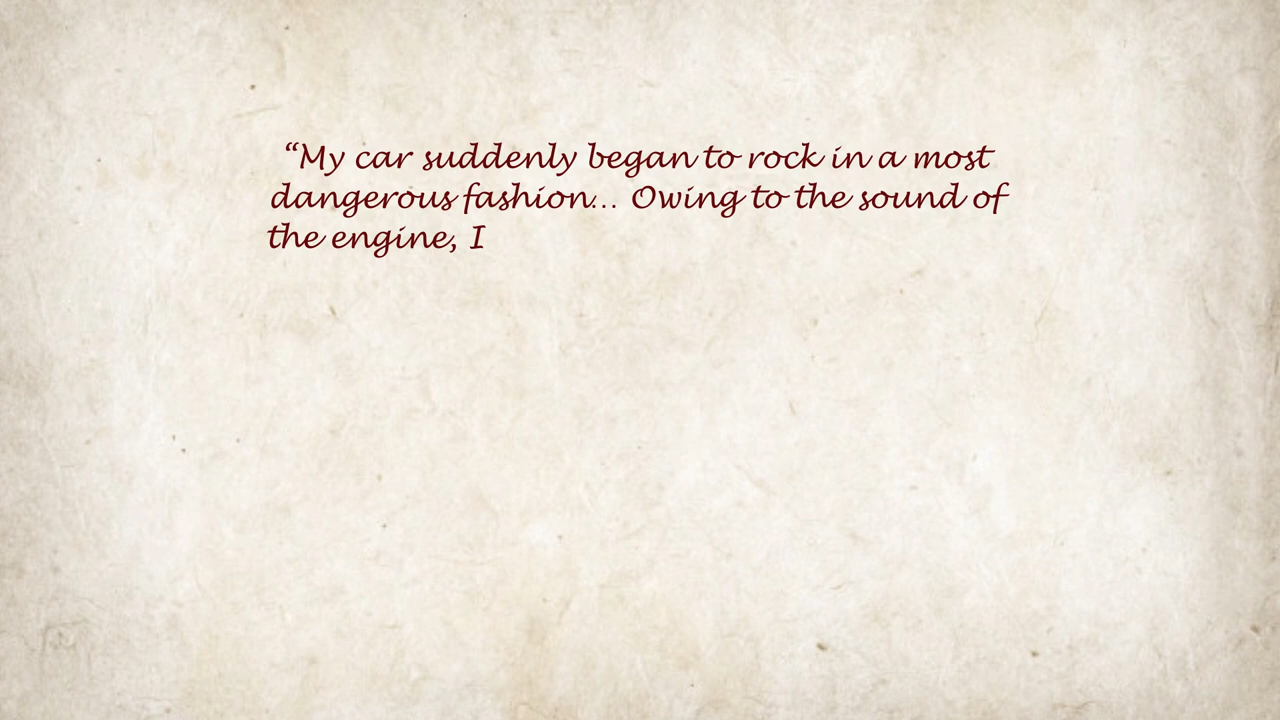 “My car suddenly began to rock in a most
dangerous fashion... Owing to the sound of
the engine, I